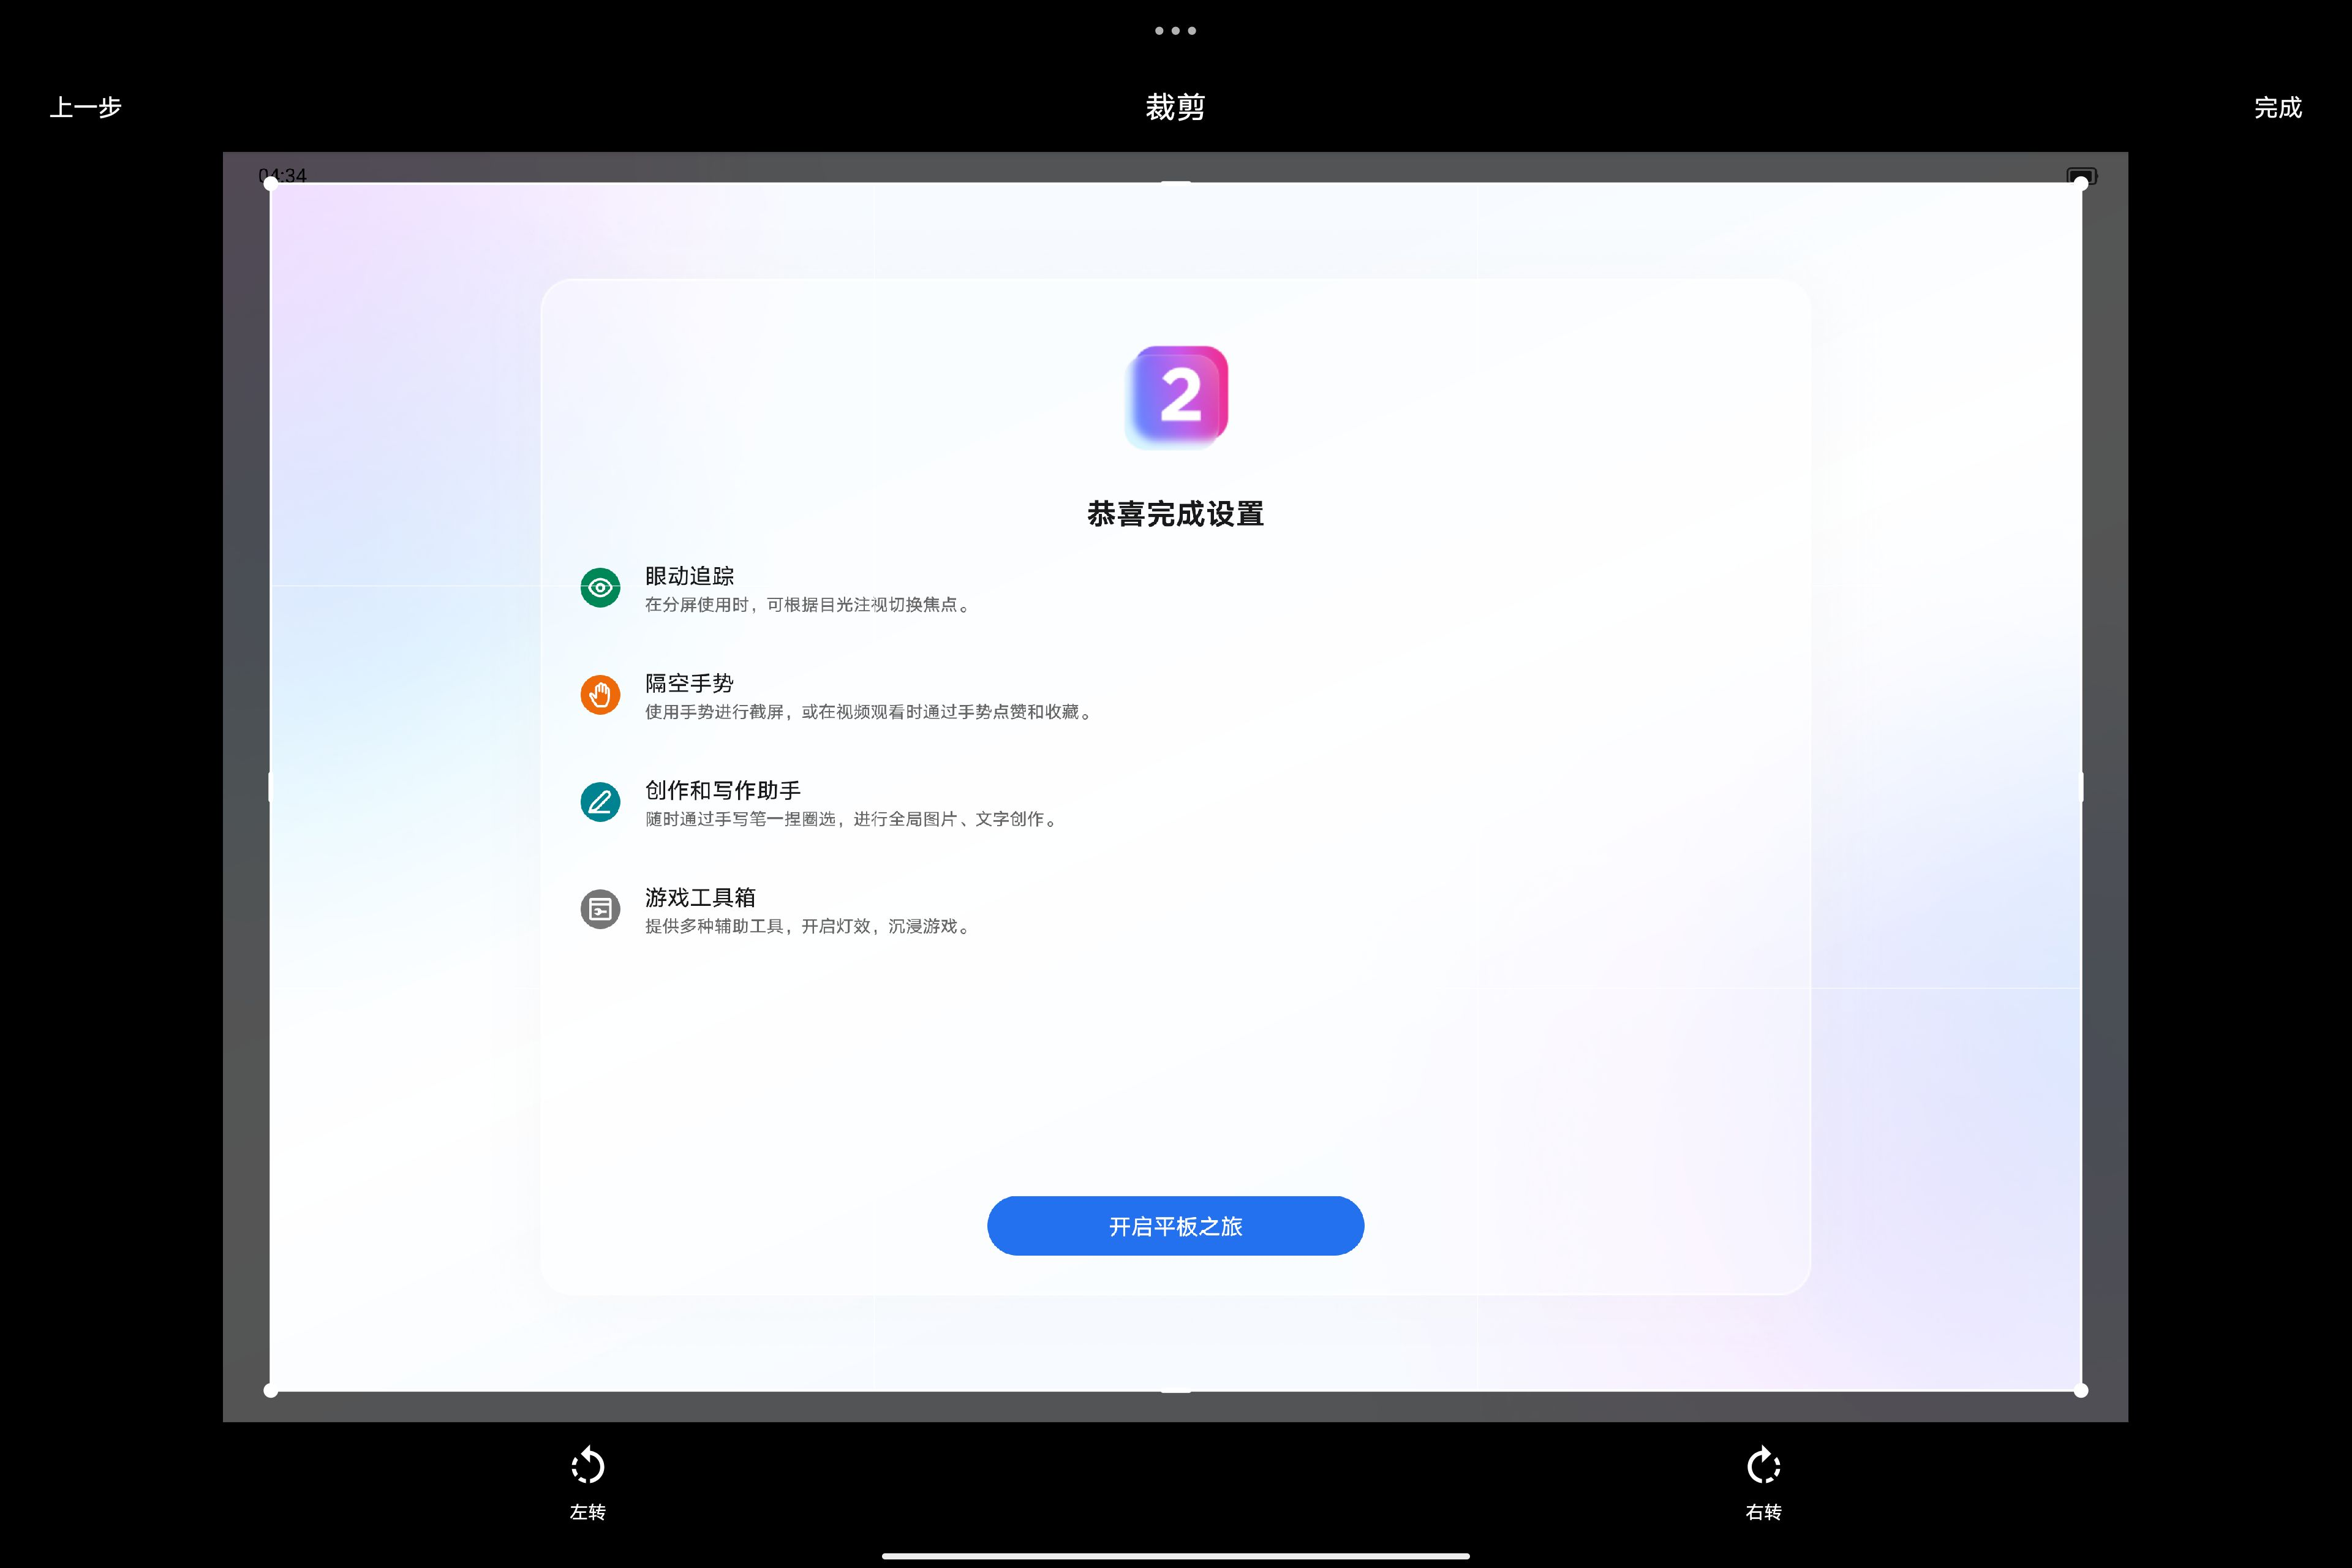 上一步
裁剪
完成
04:34
2
恭喜完成设置
眼动追踪
在分屏使用时，可根据目光注视切换焦点。
隔空手势
使用手势进行截屏，或在视频观看时通过手势点赞和收藏。
创作和写作助手
随时通过手写笔一捏圈选，进行全局图片、文字创作。
游戏工具箱
提供多种辅助工具，开启灯效，沉浸游戏。
开启平板之旅
左转
右转